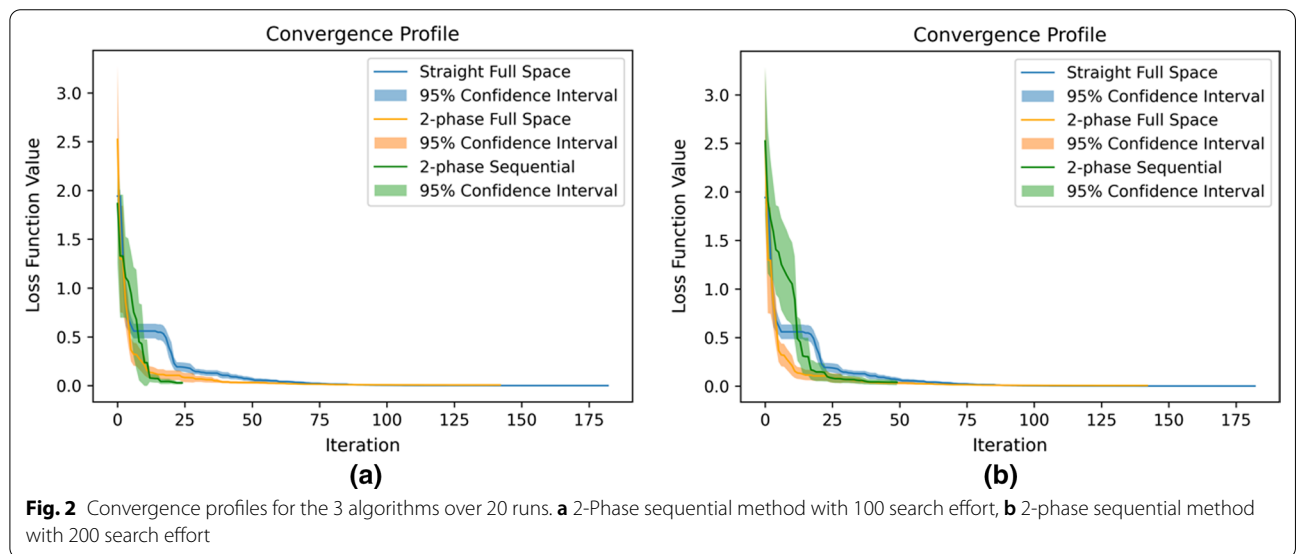 Convergence Profile
Straight Full Space
95% Confidence Interval
2-phase Full Space
95% Confidence Interval
2-phase Sequential
95% Confidence Interval
Loss Function Value
3.0
2.5
2.0
1.5
1.0
0.5
0.0
0 25 50 75 100 125 150 175
Iteration
(a)
Convergence Profile
Straight Full Space
95% Confidence Interval
2-phase Full Space
95% Confidence Interval
2-phase Sequential
95% Confidence Interval
Loss Function Value
3.0
2.5
2.0
1.5
1.0
0.5
0.0
0 25 50 75 100 125 150 175
Iteration
(b)
Fig. 2 Convergence profiles for the 3 algorithms over 20 runs. a 2-Phase sequential method with 100 search effort, b 2-phase sequential method
with 200 search effort